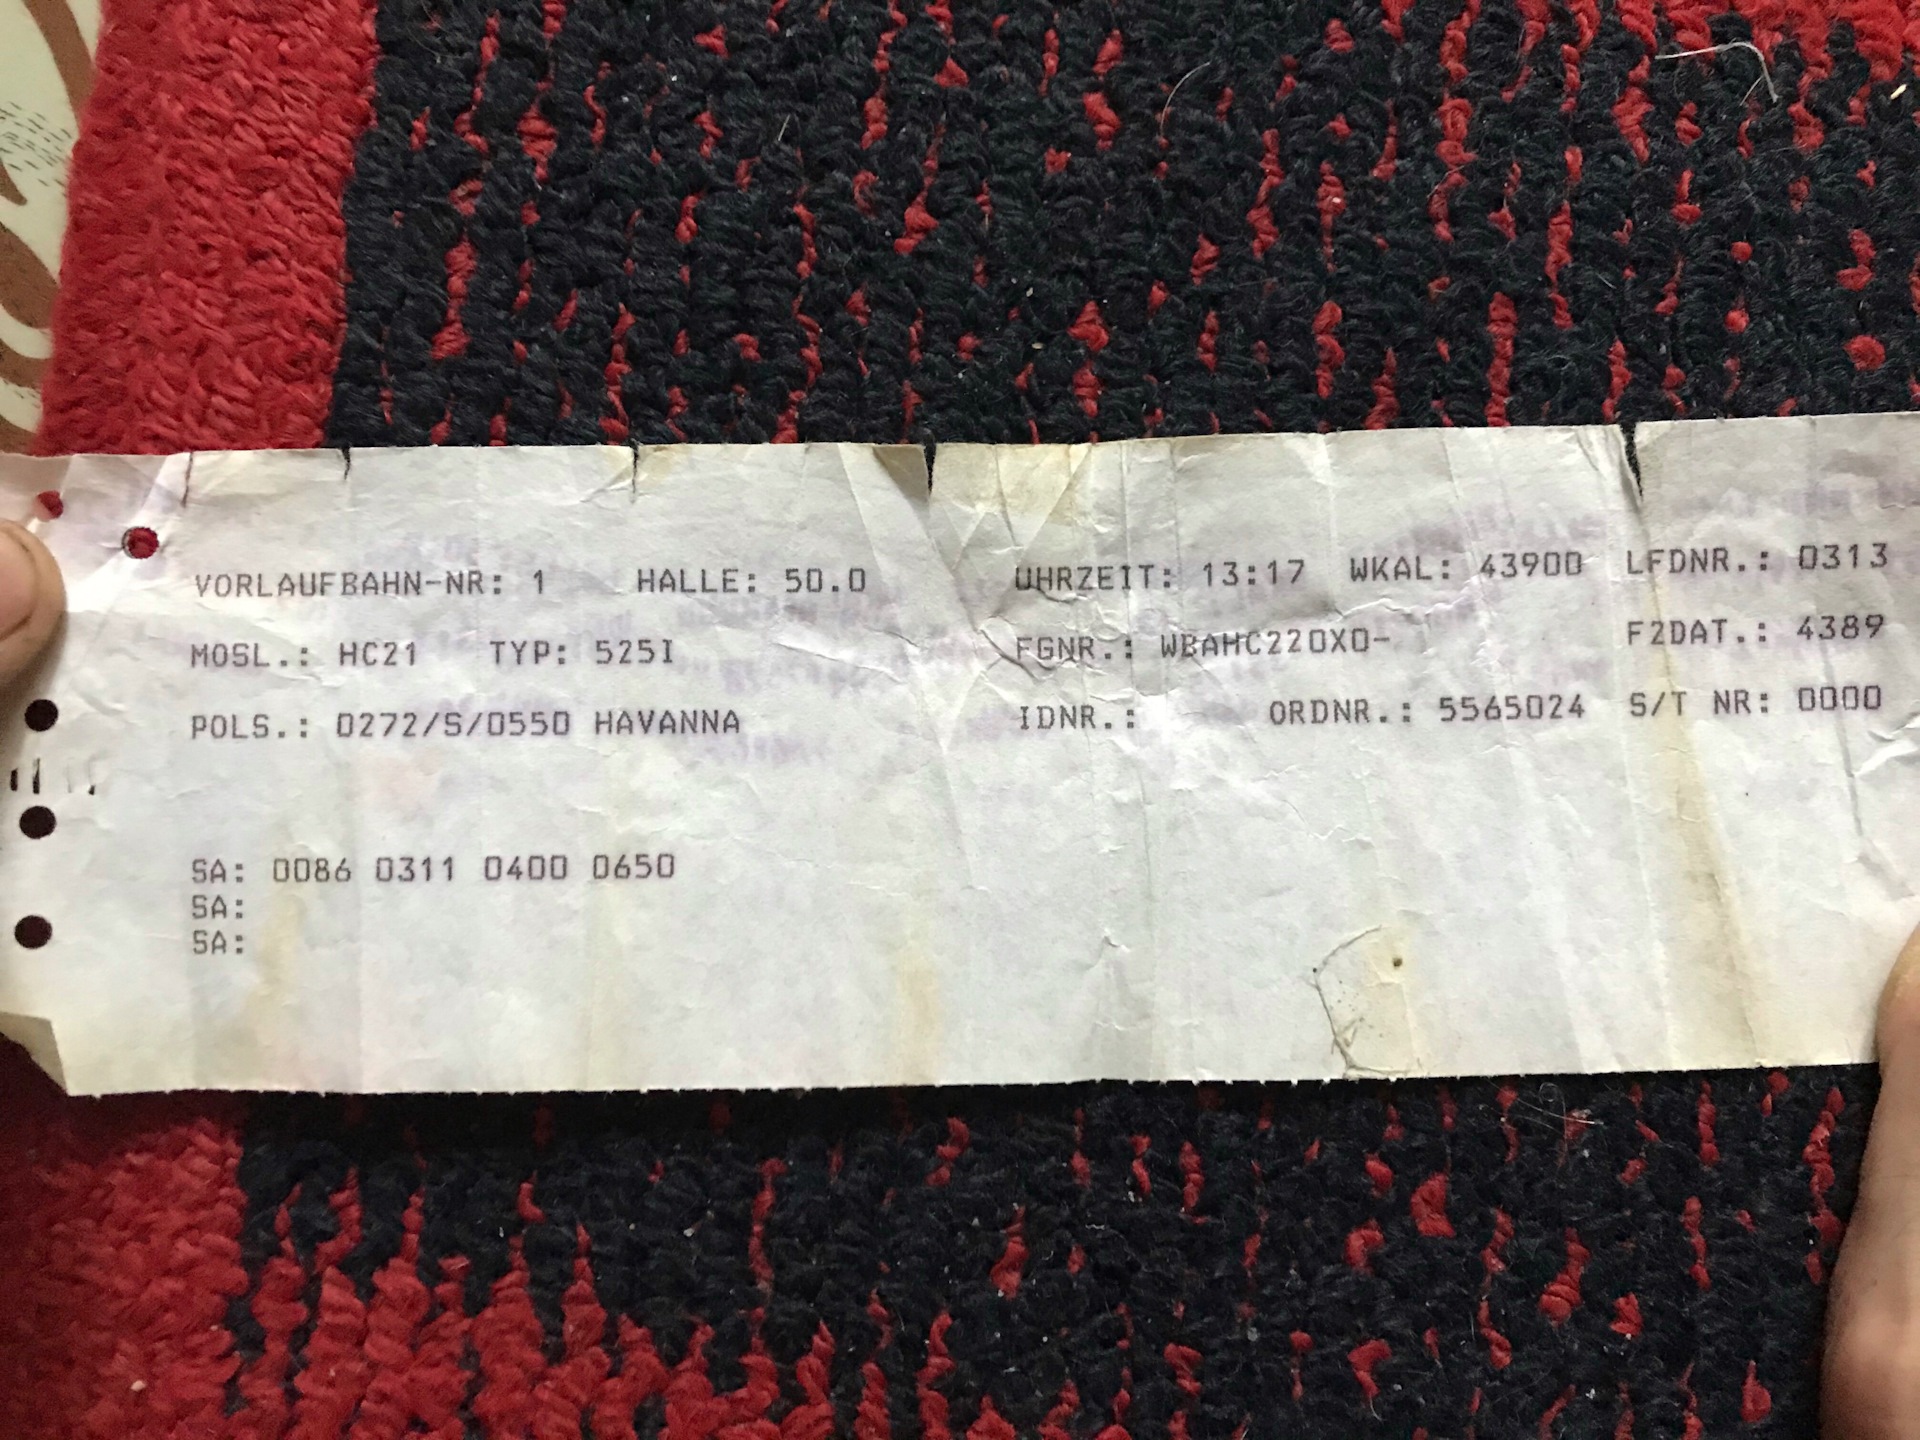 VORLAUFBAHN-NR: 1 HALLE: 50.0 UHRZEIT: 13:17 WKAL: 43900 LFDNR.: 0313
MOSL.: HC21 TYP: 525I FGNR.: WBAHC220X0- F2DAT.: 4389
POLS.: 0272/S/0550 HAVANNA IDNR.: ORDNR.: 5565024 S/T NR: 0000
SA: 0086 0311 0400 0650
SA:
SA: